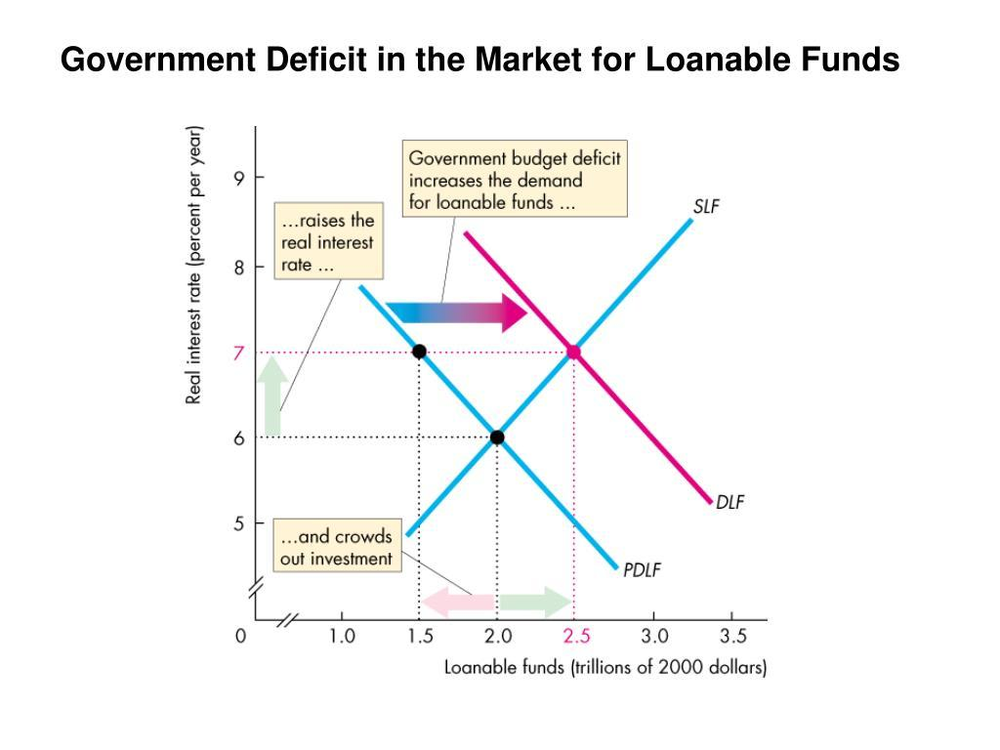 Government Deficit in the Market for Loanable Funds
Real interest rate (percent per year)
9
8
7
6
5
Government budget deficit
increases the demand
for loanable funds ...
...raises the
real interest
rate ...
SLF
DLF
PDLF
...and crowds
out investment
0 1.0 1.5 2.0 2.5 3.0 3.5
Loanable funds (trillions of 2000 dollars)